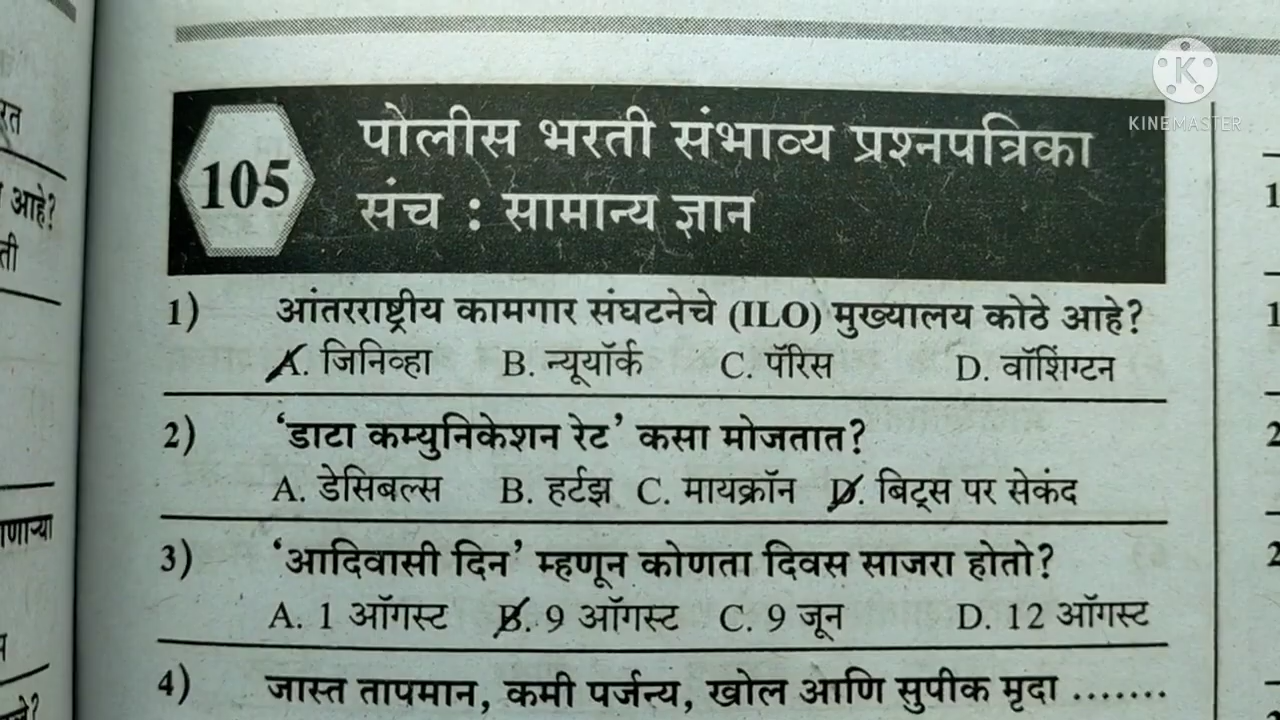 KINEMASTER
105
पोलीस भरती संभाव्य प्रश्नपत्रिका
संच : सामान्य ज्ञान
1) आंतरराष्ट्रीय कामगार संघटनेचे (ILO) मुख्यालय कोठे आहे?
A. जिनिव्हा B. न्यूयॉर्क C. पॅरिस D. वॉशिंग्टन
2) 'डाटा कम्युनिकेशन रेट' कसा मोजतात?
A. डेसिबल्स B. हर्टझ C. मायक्रॉन D. बिट्स पर सेकंद
3) 'आदिवासी दिन' म्हणून कोणता दिवस साजरा होतो?
A. 1 ऑगस्ट B. 9 ऑगस्ट C. 9 जून D. 12 ऑगस्ट
4) जास्त तापमान, कमी पर्जन्य, खोल आणि सुपीक मृदा .......
आहे?